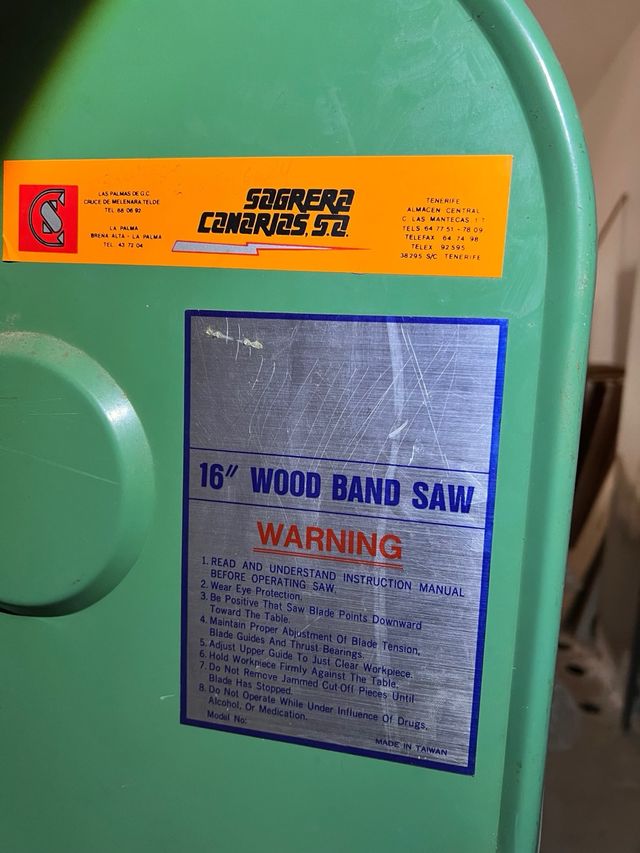 LAS PALMAS DE G.C.
CRUCE DE MELENARA.TELDE
TEL. 68 06 92
LA PALMA
BRENA ALTA - LA PALMA
TEL. 43 72 04
SAGRERA
CANARIAS, S.A.
TENERIFE
ALMACEN CENTRAL
C. LAS MANTECAS
TELS. 64 77 51 - 78 09
TELEFAX 64 74 98
TELEX 92595
38295 S/C TENERIFE
16" WOOD BAND SAW
WARNING
1. READ AND UNDERSTAND INSTRUCTION MANUAL
BEFORE OPERATING SAW.
2. Wear Eye Protection.
3. Be Positive That Saw Blade Points Downward
Toward The Table.
4. Maintain Proper Abjustment Of Blade Tension,
Blade Guides And Thrust Bearings.
5. Adjust Upper Guide To Just Clear Workpiece.
6. Hold Workpiece Firmly Against The Table.
7. Do Not Remove Jammed Cut-Off Pieces Until
Blade Has Stopped.
8. Do Not Operate While Under Influence Of Drugs,
Alcohol, Or Medication.
Model No:
MADE IN TAIWAN